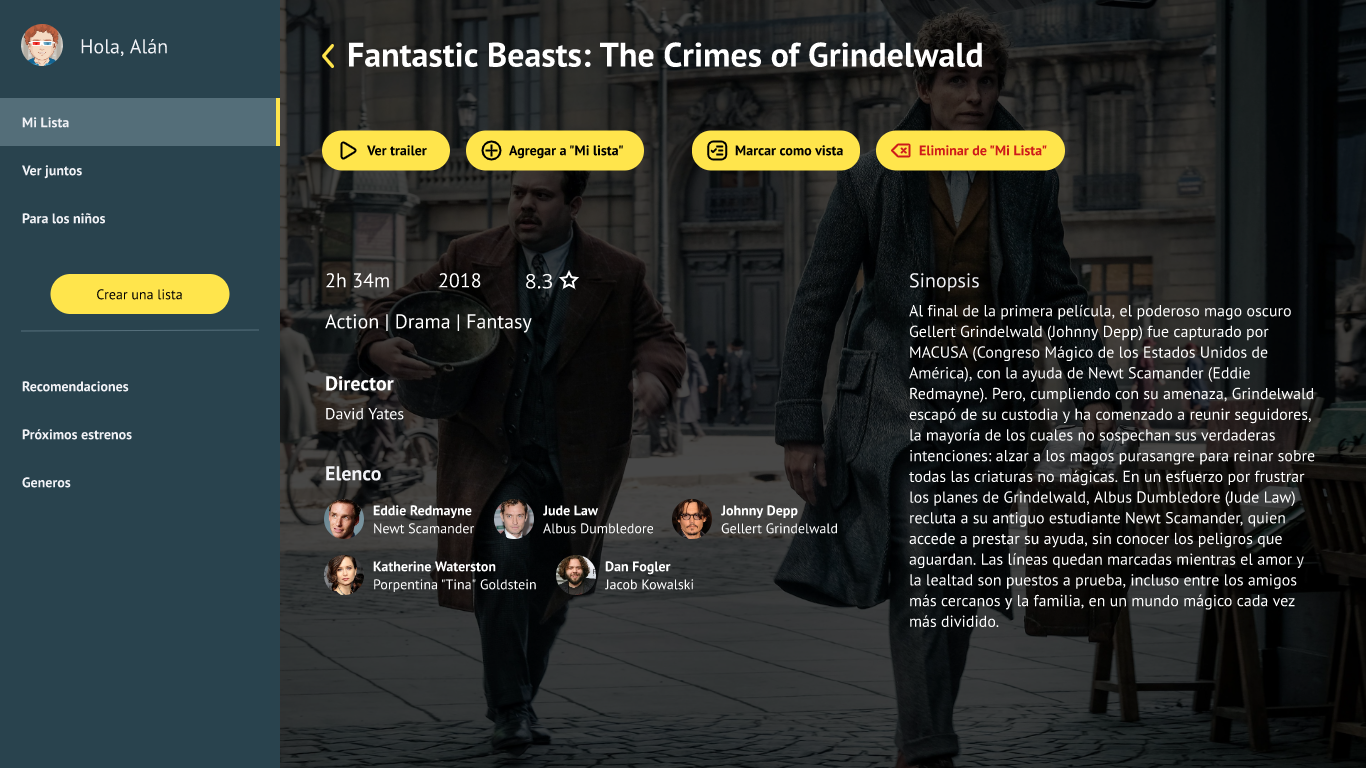 Hola, Alán
Mi Lista
Ver juntos
Para los niños
Crear una lista
Recomendaciones
Próximos estrenos
Generos
Fantastic Beasts: The Crimes of Grindelwald
Ver trailer
Agregar a "Mi lista"
Marcar como vista
Eliminar de "Mi Lista"
2h 34m 2018 8.3
Action | Drama | Fantasy
Director
David Yates
Elenco
Eddie Redmayne
Newt Scamander
Jude Law
Albus Dumbledore
Johnny Depp
Gellert Grindelwald
Katherine Waterston
Porpentina "Tina" Goldstein
Dan Fogler
Jacob Kowalski
Sinopsis
Al final de la primera película, el poderoso mago oscuro
Gellert Grindelwald (Johnny Depp) fue capturado por
MACUSA (Congreso Mágico de los Estados Unidos de
América), con la ayuda de Newt Scamander (Eddie
Redmayne). Pero, cumpliendo con su amenaza, Grindelwald
escapó de su custodia y ha comenzado a reunir seguidores,
la mayoría de los cuales no sospechan sus verdaderas
intenciones: alzar a los magos purasangre para reinar sobre
todas las criaturas no mágicas. En un esfuerzo por frustrar
los planes de Grindelwald, Albus Dumbledore (Jude Law)
recluta a su antiguo estudiante Newt Scamander, quien
accede a prestar su ayuda, sin conocer los peligros que
aguardan. Las líneas quedan marcadas mientras el amor y
la lealtad son puestos a prueba, incluso entre los amigos
más cercanos y la familia, en un mundo mágico cada vez
más dividido.